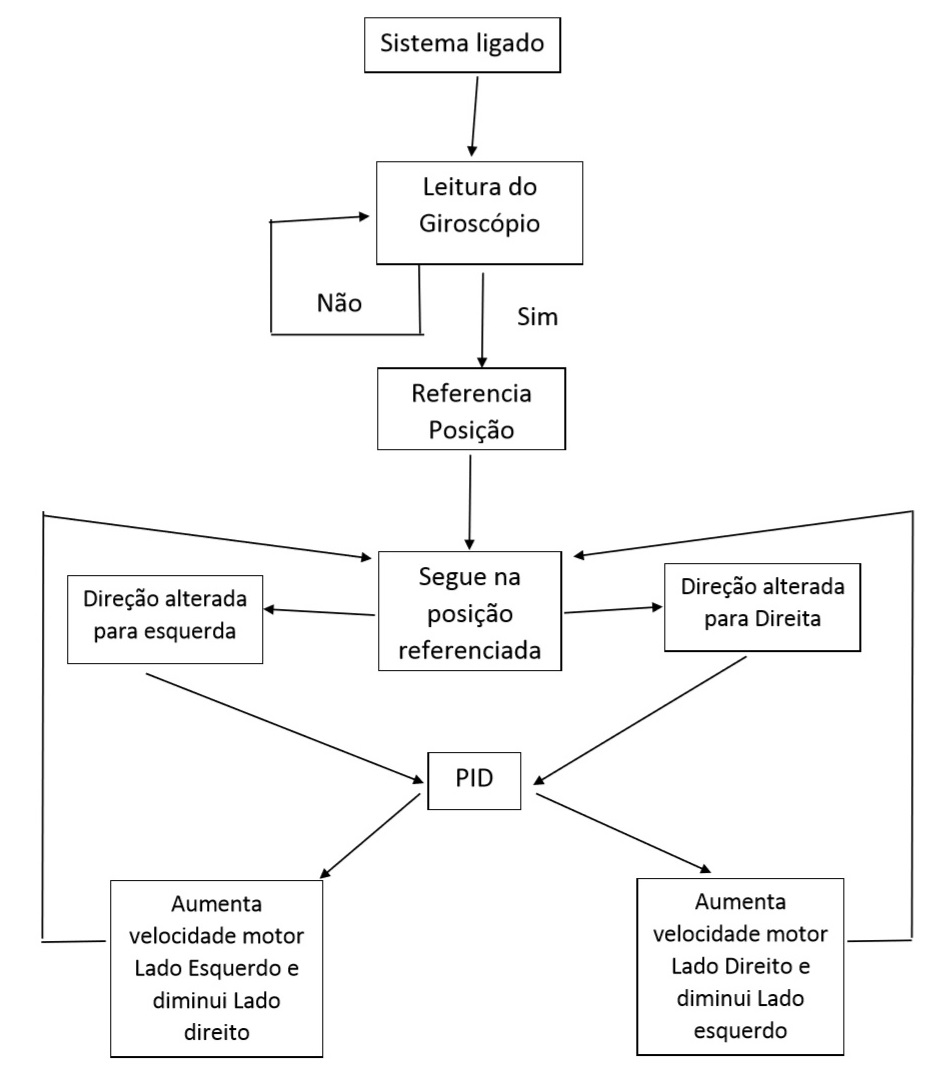 Sistema ligado
Leitura do
Giroscópio
Não
Sim
Referencia
Posição
Segue na
posição
referenciada
Direção alterada
para esquerda
Direção alterada
para Direita
PID
Aumenta
velocidade motor
Lado Esquerdo e
diminui Lado
direito
Aumenta
velocidade motor
Lado Direito e
diminui Lado
esquerdo